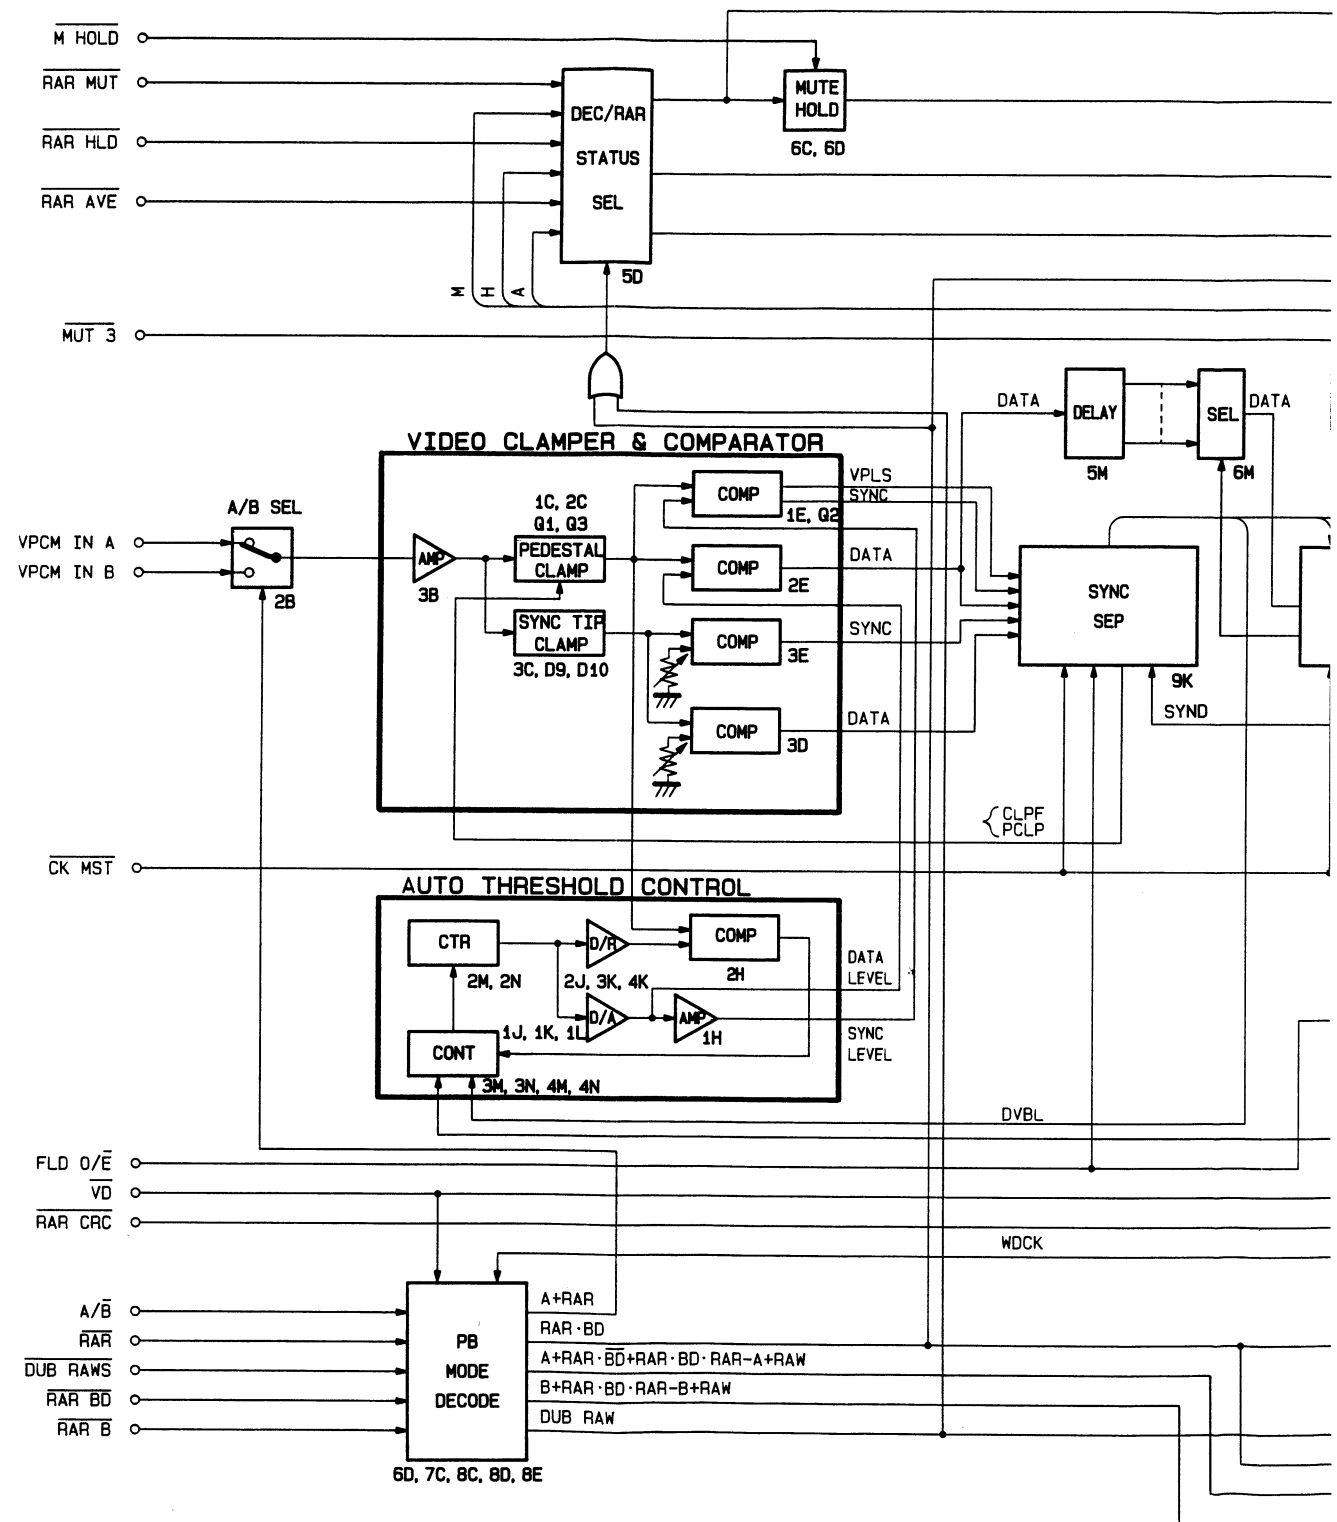 M HOLD
RAR MUT
MUTE
HOLD
DEC/RAR
RAR HLD
6C, 6D
STATUS
RAR AVE
SEL
5D
M
H
A
MUT 3
DATA
DELAY
SEL
DATA
5M
6M
VIDEO CLAMPER & COMPARATOR
VPLS
COMP
SYNC
1E, Q2
A/B SEL
1C, 2C
Q1, Q3
VPCM IN A
VPCM IN B
2B
AMP
3B
PEDESTAL
CLAMP
COMP
2E
DATA
SYNC
SEP
9K
SYNC TIP
CLAMP
3C, D9, D10
COMP
3E
SYNC
SYND
COMP
3D
DATA
CLPF
PCLP
CK MST
AUTO THRESHOLD CONTROL
CTR
2M, 2N
D/A
2J, 3K, 4K
COMP
2H
DATA
LEVEL
D/A
1J, 1K, 1L
AMP
1H
SYNC
LEVEL
CONT
3M, 3N, 4M, 4N
DVBL
FLD O/E̅
VD
RAR CRC
WDCK
A/B̅
A+RAR
RAR
PB
RAR·BD
DUB RAWS
MODE
A+RAR·B̅D̅+RAR·BD·RAR-A+RAW
RAR BD
DECODE
B+RAR·BD·RAR-B+RAW
RAR B
DUB RAW
6D, 7C, 8C, 8D, 8E